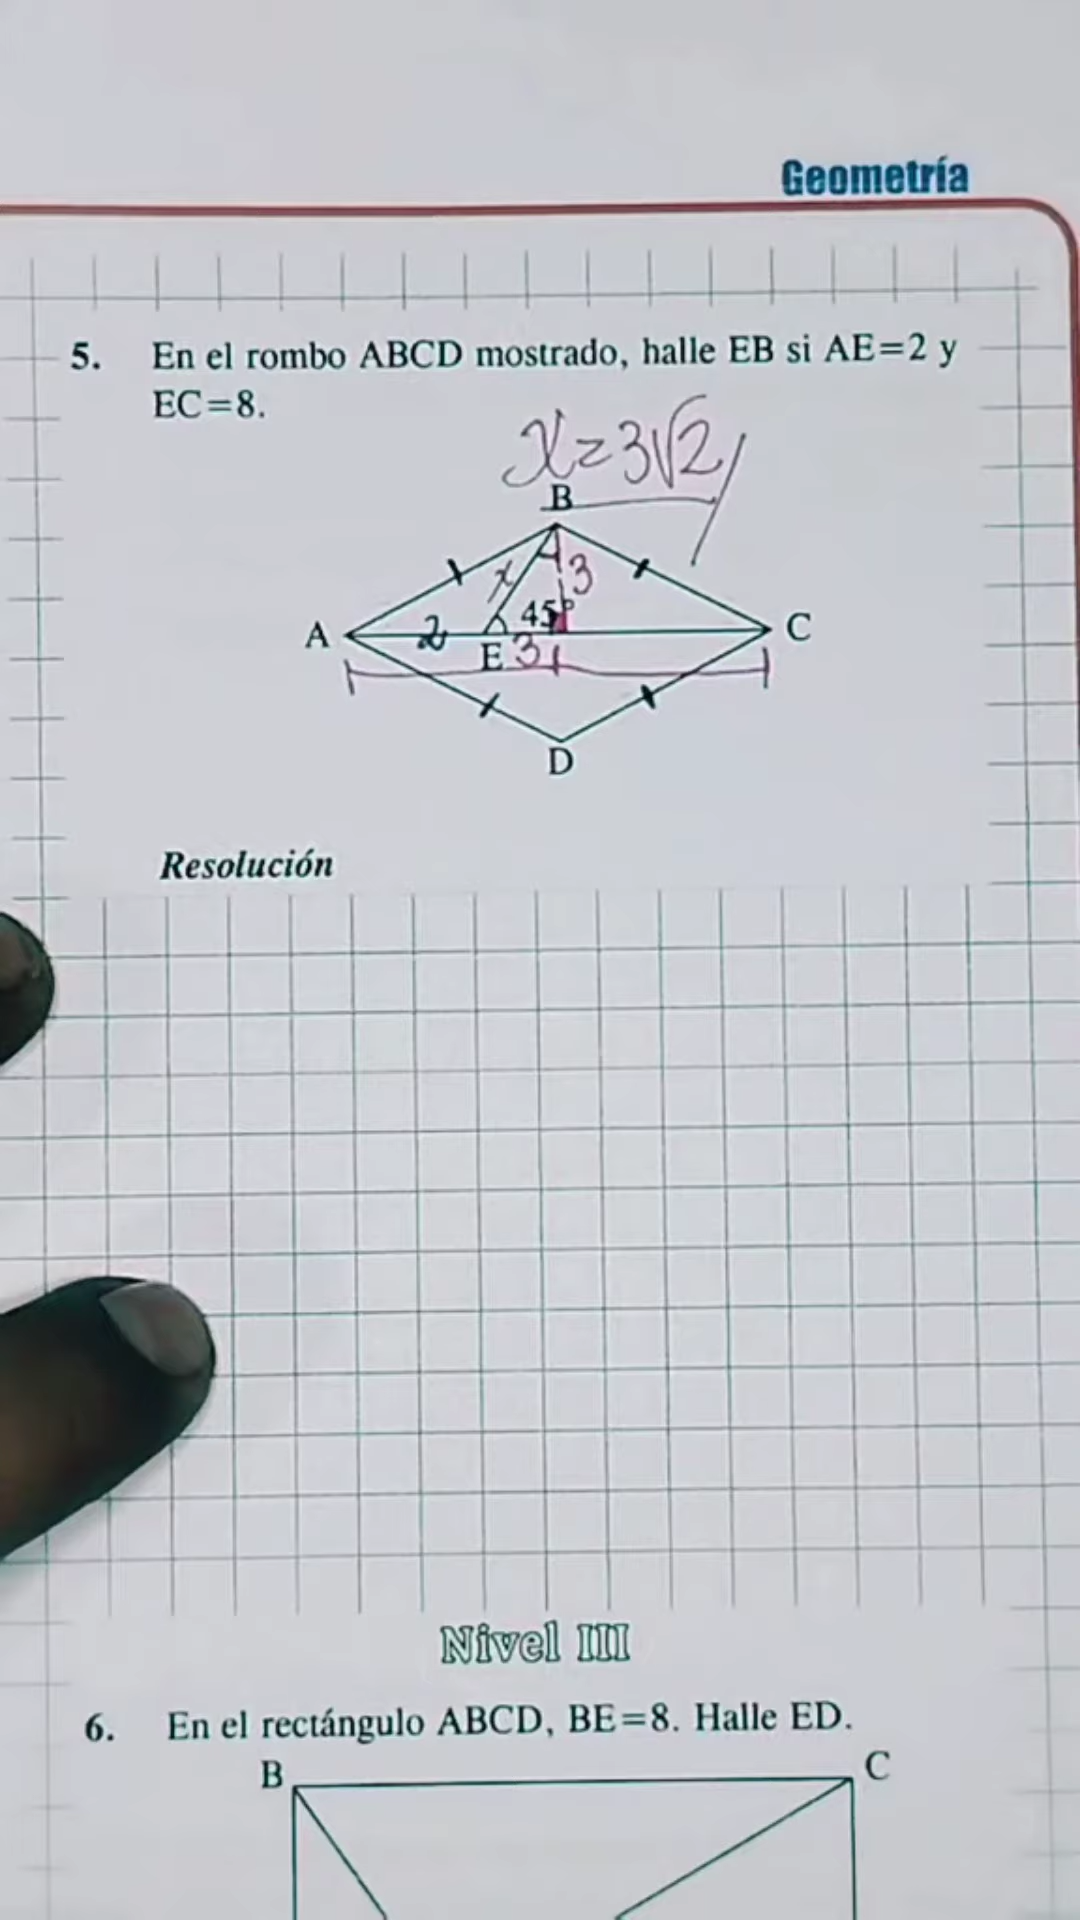 Geometría
5. En el rombo ABCD mostrado, halle EB si AE=2 y
EC=8.
x=3√2
B
x 3
45°
A 2 C
E 3
D
Resolución
Nivel III
6. En el rectángulo ABCD, BE=8. Halle ED.
B C